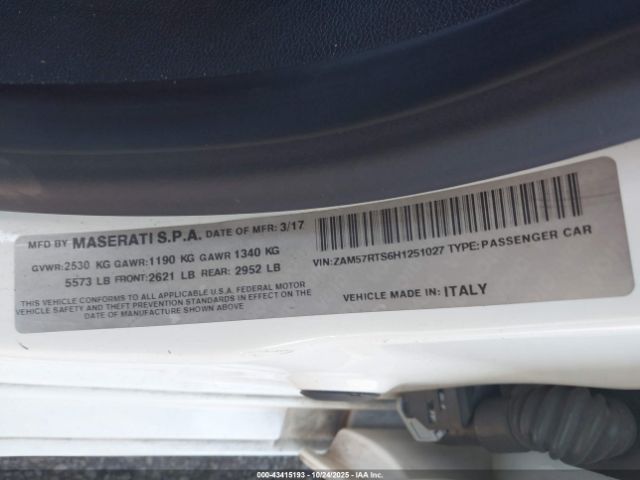 MFD BY MASERATI S.P.A. DATE OF MFR: 3/17
GVWR:2530 KG GAWR:1190 KG GAWR 1340 KG
5573 LB FRONT:2621 LB REAR: 2952 LB
THIS VEHICLE CONFORMS TO ALL APPLICABLE U.S.A. FEDERAL MOTOR
VEHICLE SAFETY AND THEFT PREVENTION STANDARDS IN EFFECT ON THE
DATE OF MANUFACTURE SHOWN ABOVE
VIN:ZAM57RTS6H1251027 TYPE:PASSENGER CAR
VEHICLE MADE IN: ITALY
00-43415193 - 10/24/2025 - IAAI.COM